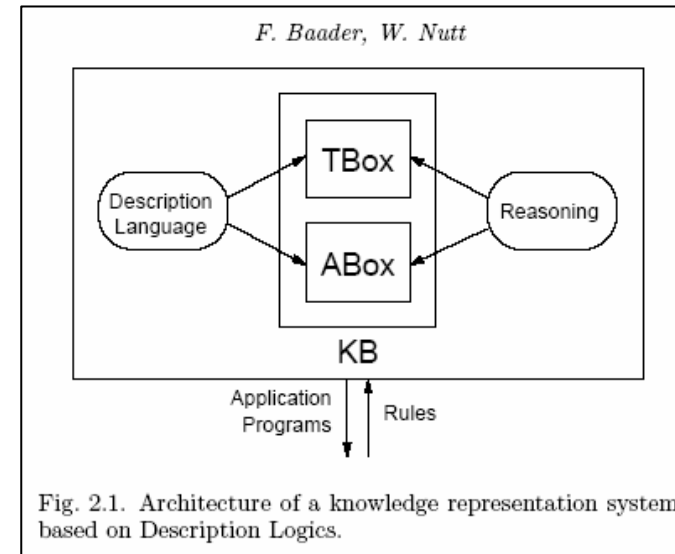 F. Baader, W. Nutt
TBox
Description
Language
Reasoning
ABox
KB
Application
Programs
Rules
Fig. 2.1. Architecture of a knowledge representation system
based on Description Logics.